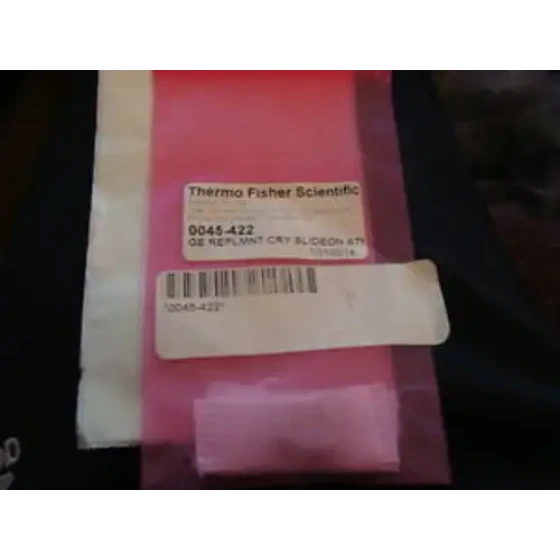 Thermo Fisher Scientific
0045-422
GE REPLMNT CRY SLIDEON ATR
*0045-422*